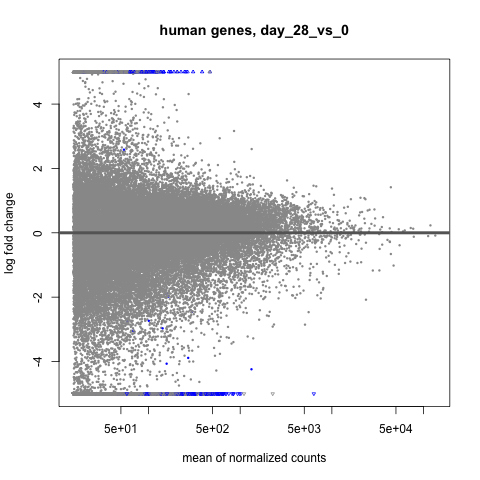 human genes, day_28_vs_0
log fold change
4
2
0
-2
-4
5e+01 5e+02 5e+03 5e+04
mean of normalized counts